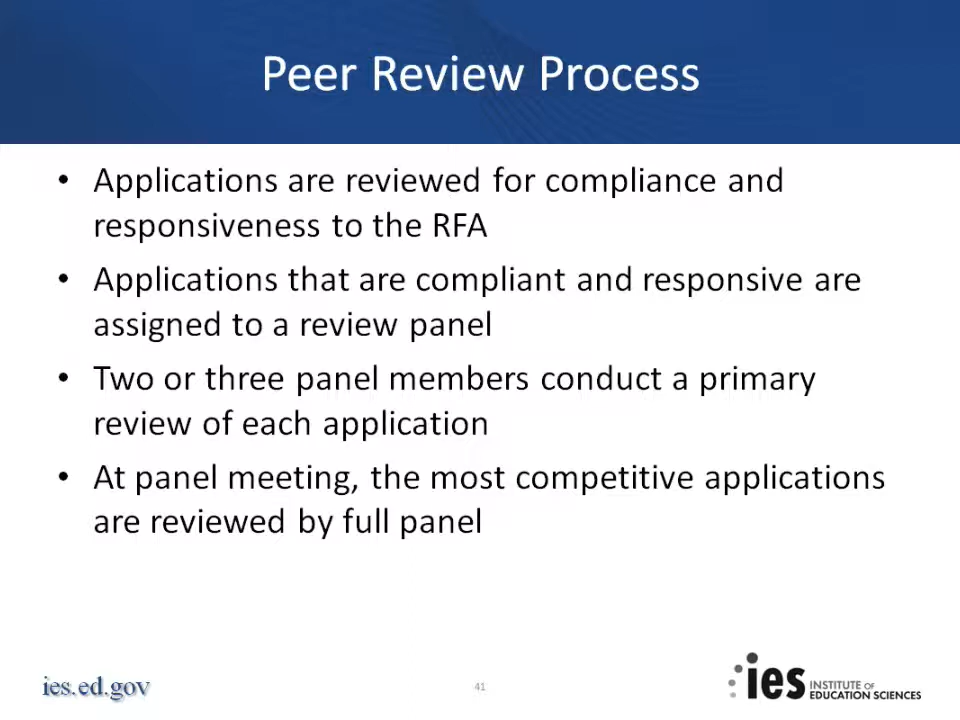 Peer Review Process
• Applications are reviewed for compliance and
responsiveness to the RFA
• Applications that are compliant and responsive are
assigned to a review panel
• Two or three panel members conduct a primary
review of each application
• At panel meeting, the most competitive applications
are reviewed by full panel
ies.ed.gov
41
ies INSTITUTE OF
EDUCATION SCIENCES